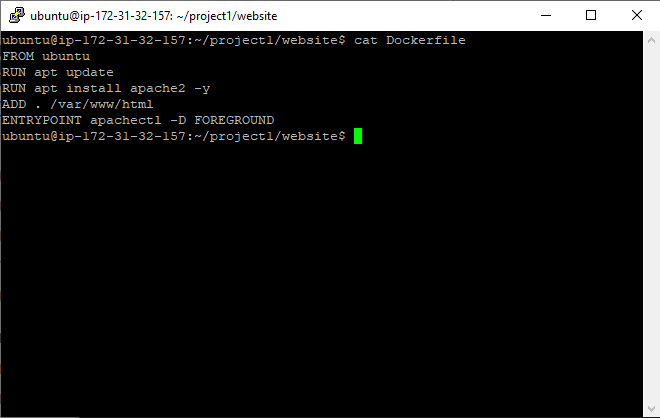 ubuntu@ip-172-31-32-157: ~/project1/website
ubuntu@ip-172-31-32-157:~/project1/website$ cat Dockerfile
FROM ubuntu
RUN apt update
RUN apt install apache2 -y
ADD . /var/www/html
ENTRYPOINT apachectl -D FOREGROUND
ubuntu@ip-172-31-32-157:~/project1/website$